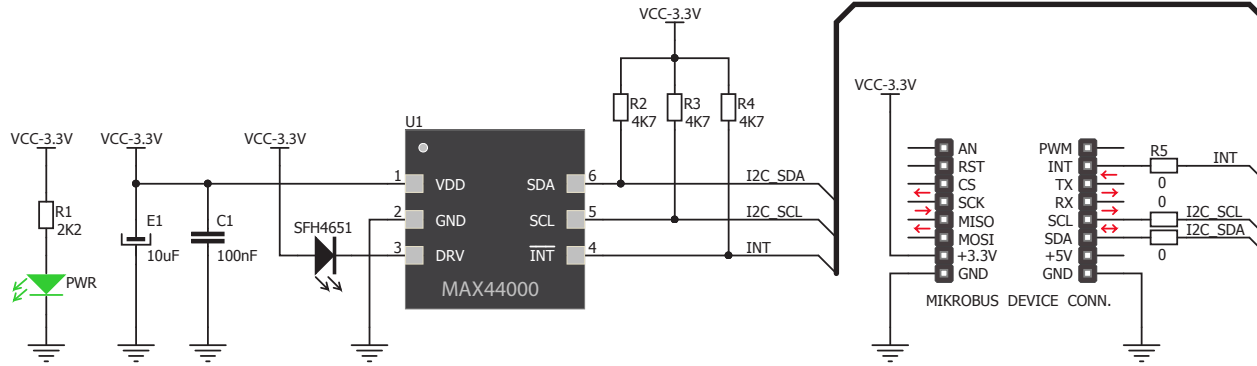 VCC-3.3V
R1
2K2
PWR
VCC-3.3V
E1
10uF
C1
100nF
VCC-3.3V
SFH4651
U1
1 VDD SDA 6
2 GND SCL 5
3 DRV INT 4
MAX44000
VCC-3.3V
R2
4K7
R3
4K7
R4
4K7
I2C_SDA
I2C_SCL
INT
VCC-3.3V
AN PWM
RST INT
CS TX
SCK RX
MISO SCL
MOSI SDA
+3.3V +5V
GND GND
MIKROBUS DEVICE CONN.
R5
0
INT
0
I2C_SCL
I2C_SDA
0